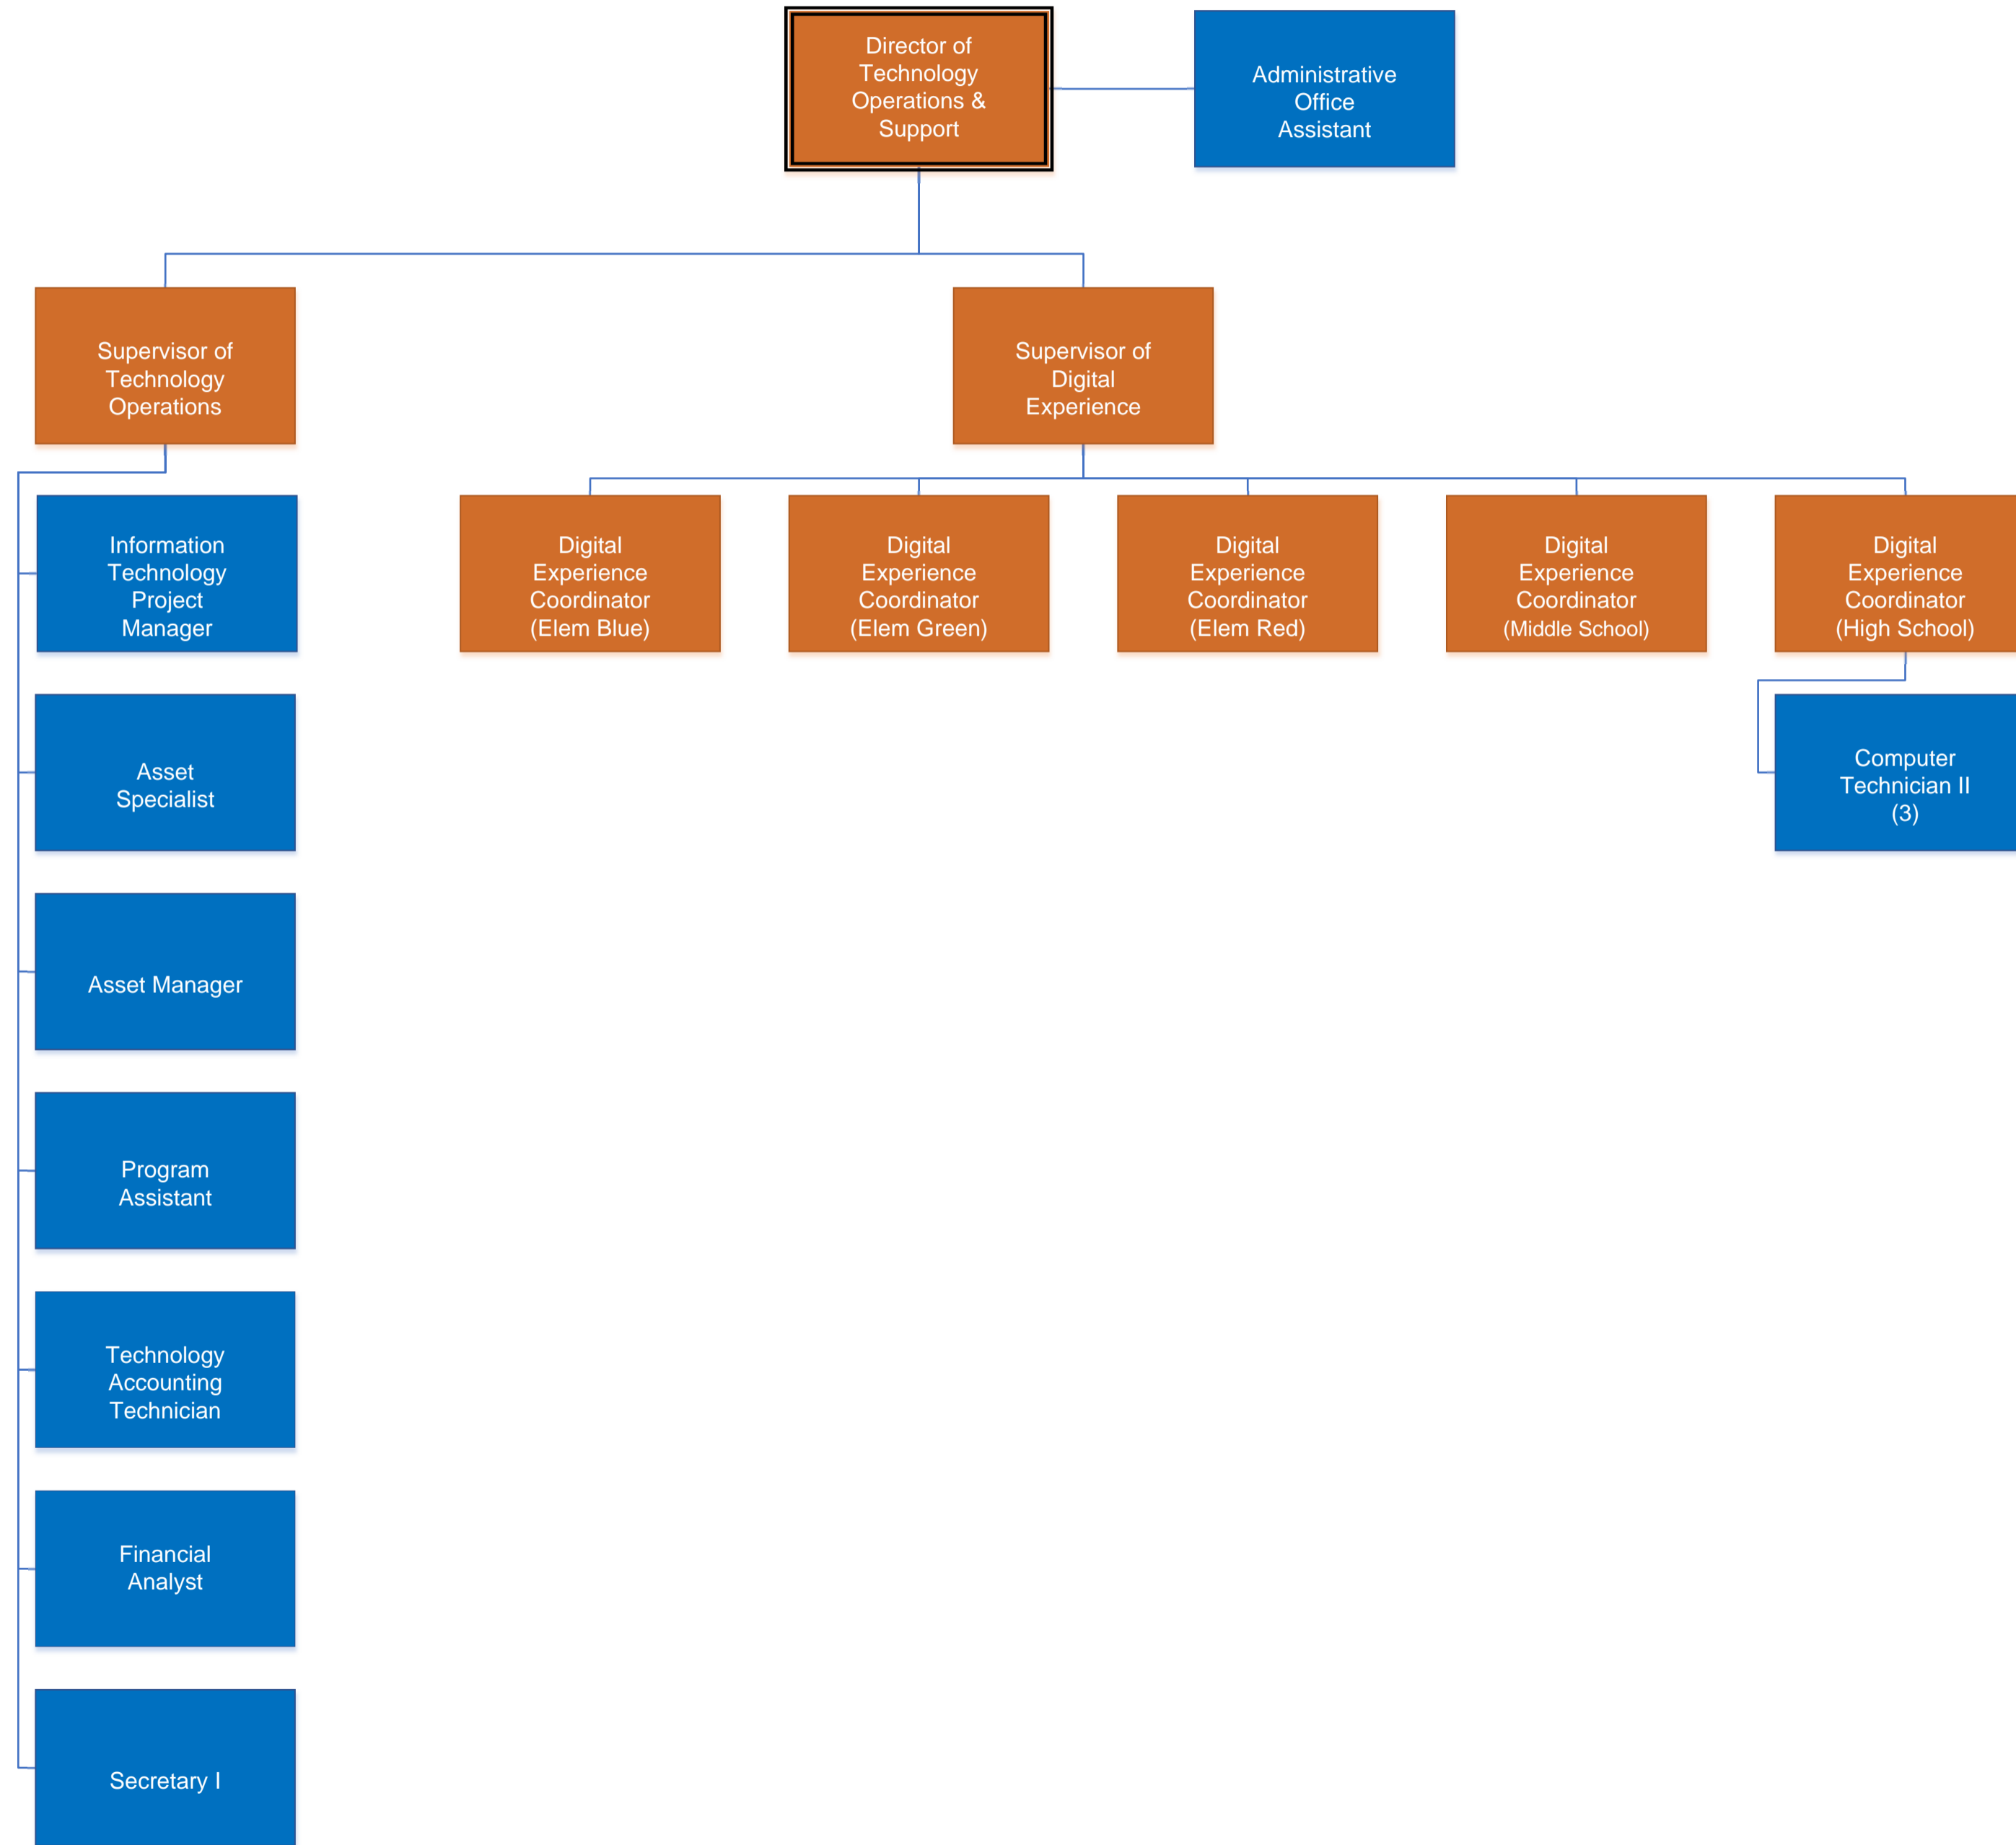 Director of
Technology
Operations &
Support
Administrative
Office
Assistant
Supervisor of
Technology
Operations
Supervisor of
Digital
Experience
Information
Technology
Project
Manager
Digital
Experience
Coordinator
(Elem Blue)
Digital
Experience
Coordinator
(Elem Green)
Digital
Experience
Coordinator
(Elem Red)
Digital
Experience
Coordinator
(Middle School)
Digital
Experience
Coordinator
(High School)
Asset
Specialist
Computer
Technician II
(3)
Asset Manager
Program
Assistant
Technology
Accounting
Technician
Financial
Analyst
Secretary I